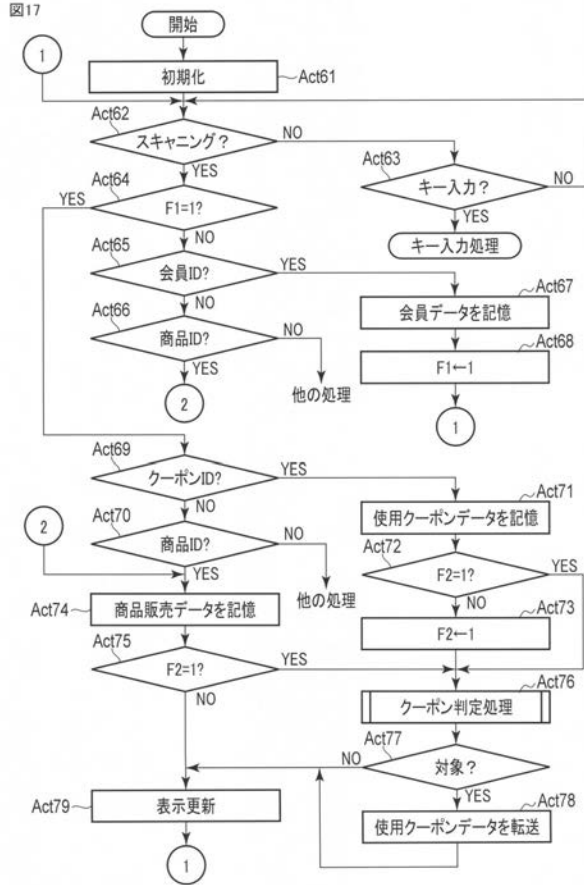 図17
開始
1
初期化
Act61
Act62
スキャニング？
NO
YES
Act63
キー入力？
NO
YES
キー入力処理
Act64
YES
F1=1?
NO
Act65
会員ID?
YES
NO
Act67
会員データを記憶
Act66
商品ID?
NO
YES
他の処理
2
Act68
F1←1
1
Act69
クーポンID?
YES
NO
Act71
使用クーポンデータを記憶
Act70
商品ID?
NO
YES
他の処理
2
Act72
F2=1?
YES
NO
Act73
F2←1
Act74
商品販売データを記憶
Act75
F2=1?
YES
NO
Act76
クーポン判定処理
Act77
対象？
NO
YES
Act78
使用クーポンデータを転送
Act79
表示更新
1